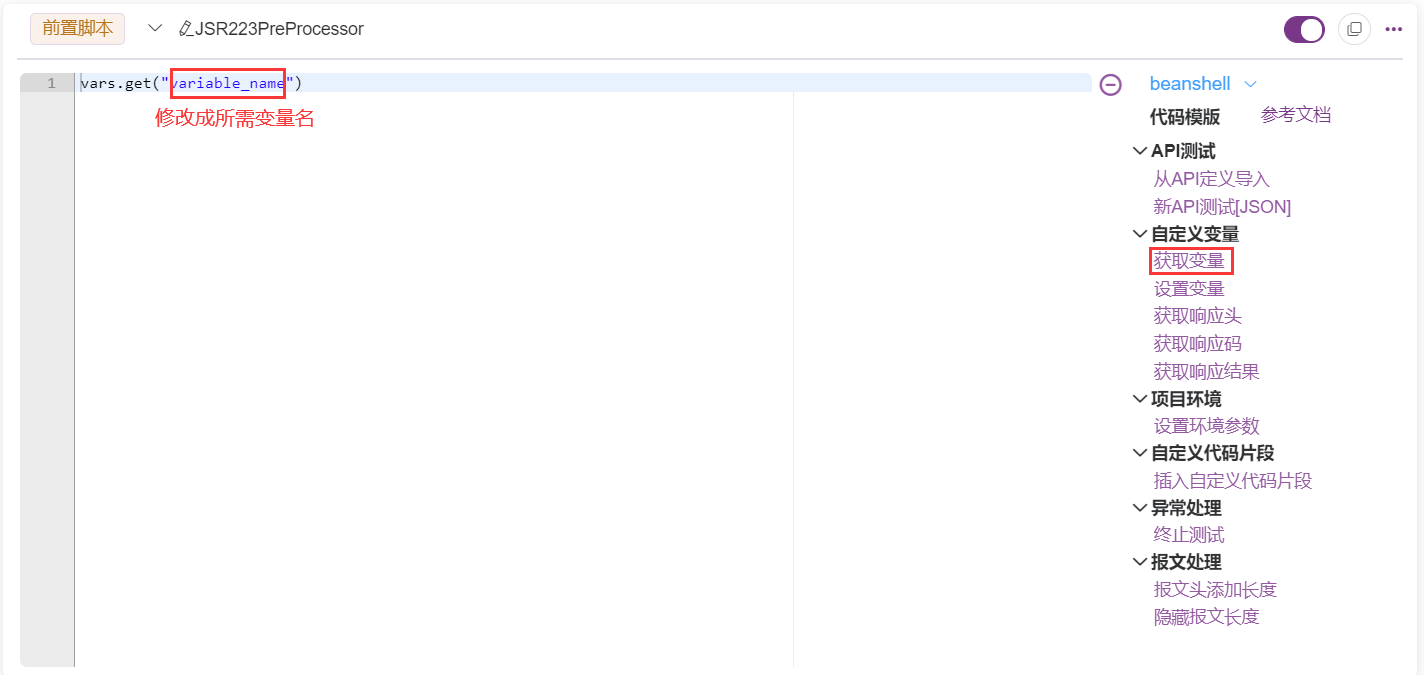 前置脚本 JSR223PreProcessor
1 vars.get("variable_name")
修改成所需变量名
beanshell
代码模版 参考文档
API测试
从API定义导入
新API测试[JSON]
自定义变量
获取变量
设置变量
获取响应头
获取响应码
获取响应结果
项目环境
设置环境参数
自定义代码片段
插入自定义代码片段
异常处理
终止测试
报文处理
报文头添加长度
隐藏报文长度